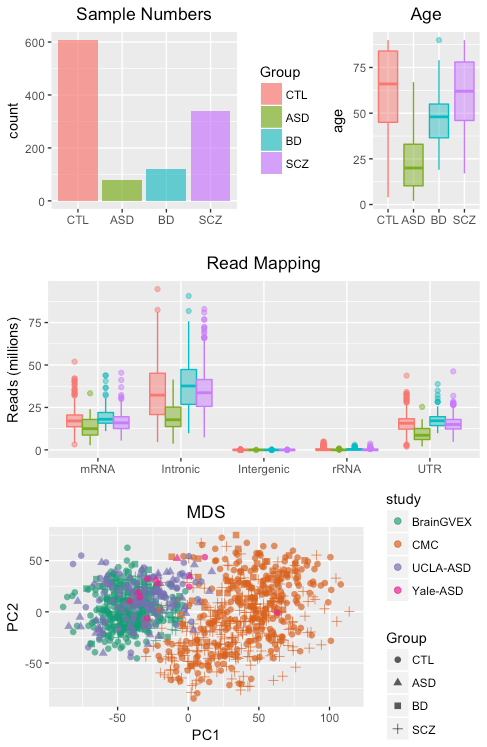 Sample Numbers
count
600
400
200
0
CTL
ASD
BD
SCZ
Group
CTL
ASD
BD
SCZ
Age
age
75
50
25
0
CTL
ASD
BD
SCZ
Read Mapping
Reads (millions)
75
50
25
0
mRNA
Intronic
Intergenic
rRNA
UTR
MDS
PC2
50
0
-50
-50
0
50
100
PC1
study
BrainGVEX
CMC
UCLA-ASD
Yale-ASD
Group
CTL
ASD
BD
SCZ